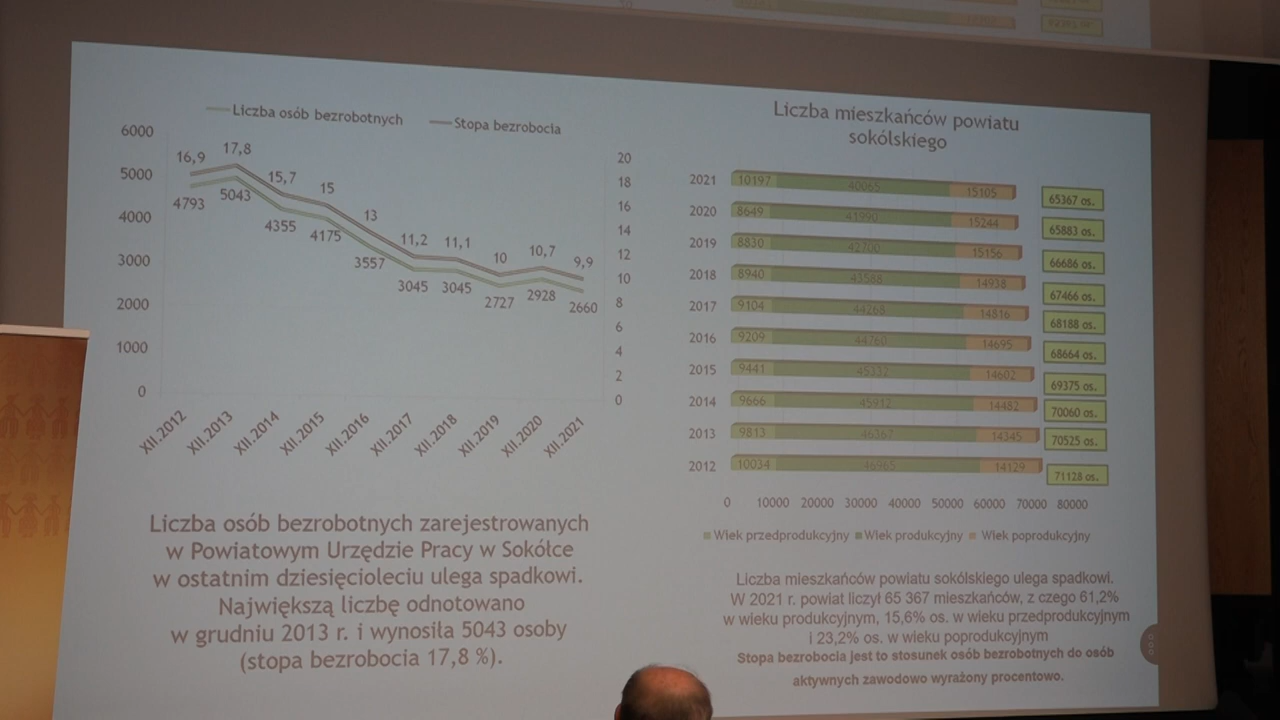 Liczba osób bezrobotnych
Stopa bezrobocia
6000
5000
4000
3000
2000
1000
0
16,9
17,8
15,7
15
13
11,2
11,1
10
10,7
9,9
4793
5043
4355
4175
3557
3045
3045
2727
2928
2660
20
18
16
14
12
10
8
6
4
2
0
XII.2012
XII.2013
XII.2014
XII.2015
XII.2016
XII.2017
XII.2018
XII.2019
XII.2020
XII.2021
Liczba osób bezrobotnych zarejestrowanych
w Powiatowym Urzędzie Pracy w Sokółce
w ostatnim dziesięcioleciu ulega spadkowi.
Największą liczbę odnotowano
w grudniu 2013 r. i wynosiła 5043 osoby
(stopa bezrobocia 17,8 %).
Liczba mieszkańców powiatu
sokólskiego
2021 10197 40065 15105 65367 os.
2020 8649 41990 15244 65883 os.
2019 8830 42700 15156 66686 os.
2018 8940 43588 14938 67466 os.
2017 9104 44268 14816 68188 os.
2016 9209 44760 14695 68664 os.
2015 9441 45332 14602 69375 os.
2014 9666 45912 14482 70060 os.
2013 9813 46367 14345 70525 os.
2012 10034 46965 14129 71128 os.
0 10000 20000 30000 40000 50000 60000 70000 80000
Wiek przedprodukcyjny Wiek produkcyjny Wiek poprodukcyjny
Liczba mieszkańców powiatu sokólskiego ulega spadkowi.
W 2021 r. powiat liczył 65 367 mieszkańców, z czego 61,2%
w wieku produkcyjnym, 15,6% os. w wieku przedprodukcyjnym
i 23,2% os. w wieku poprodukcyjnym
Stopa bezrobocia jest to stosunek osób bezrobotnych do osób
aktywnych zawodowo wyrażony procentowo.